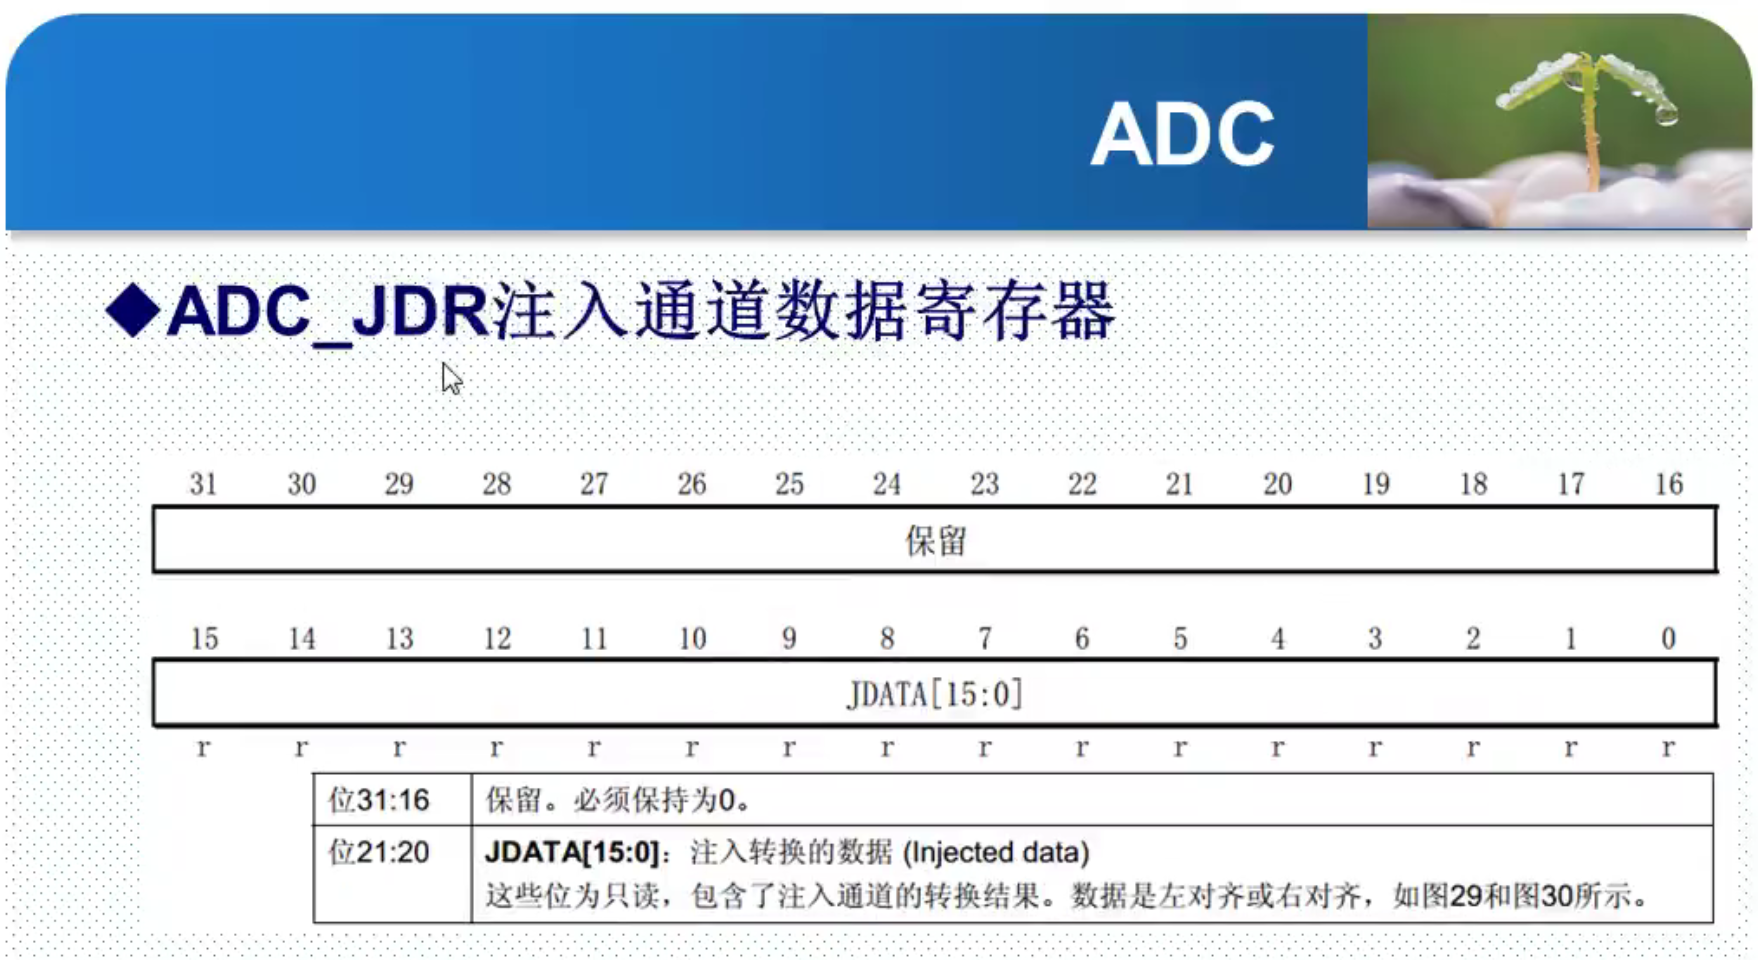 ADC
◆ADC_JDR注入通道数据寄存器
31 30 29 28 27 26 25 24 23 22 21 20 19 18 17 16
保留
15 14 13 12 11 10 9 8 7 6 5 4 3 2 1 0
JDATA[15:0]
r r r r r r r r r r r r r r r r
位31:16 保留。必须保持为0。
位21:20 JDATA[15:0]：注入转换的数据 (Injected data)
这些位为只读，包含了注入通道的转换结果。数据是左对齐或右对齐，如图29和图30所示。